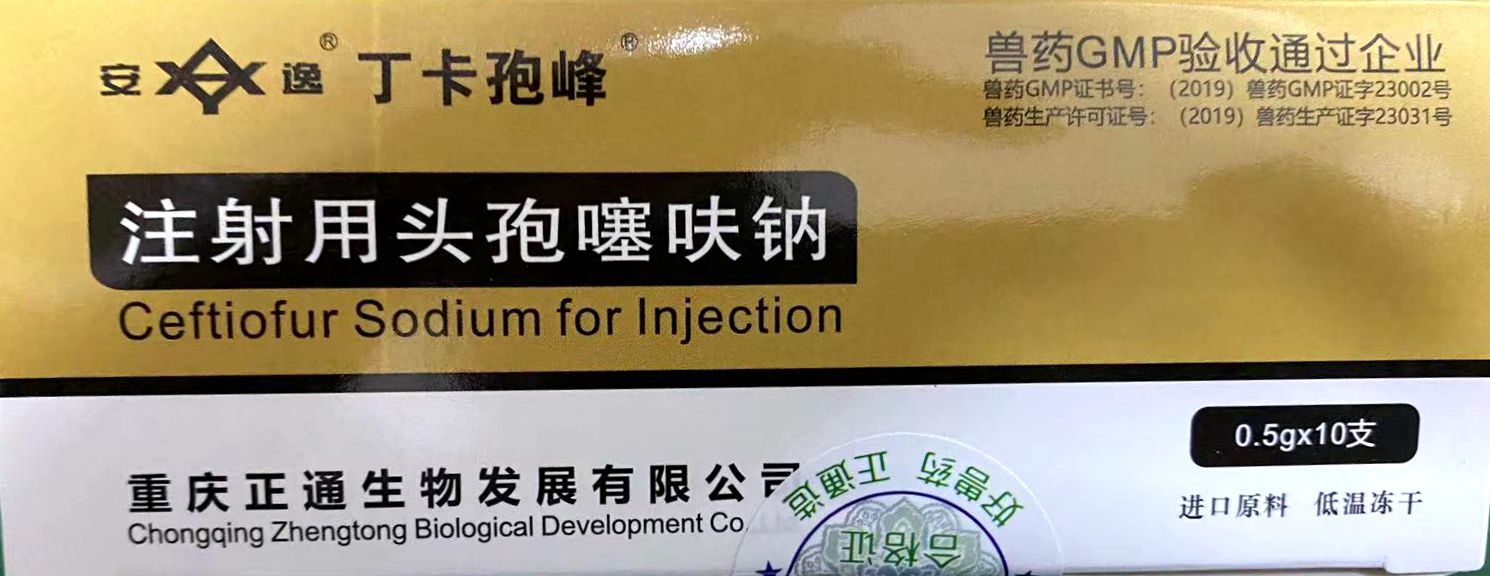 安逸® 丁卡孢峰®
兽药GMP验收通过企业
兽药GMP证书号：（2019）兽药GMP证字23002号
兽药生产许可证号：（2019）兽药生产证字23031号
注射用头孢噻呋钠
Ceftiofur Sodium for Injection
0.5gx10支
进口原料 低温冻干
重庆正通生物发展有限公司
Chongqing Zhengtong Biological Development Co
好兽药 正通造
合格证